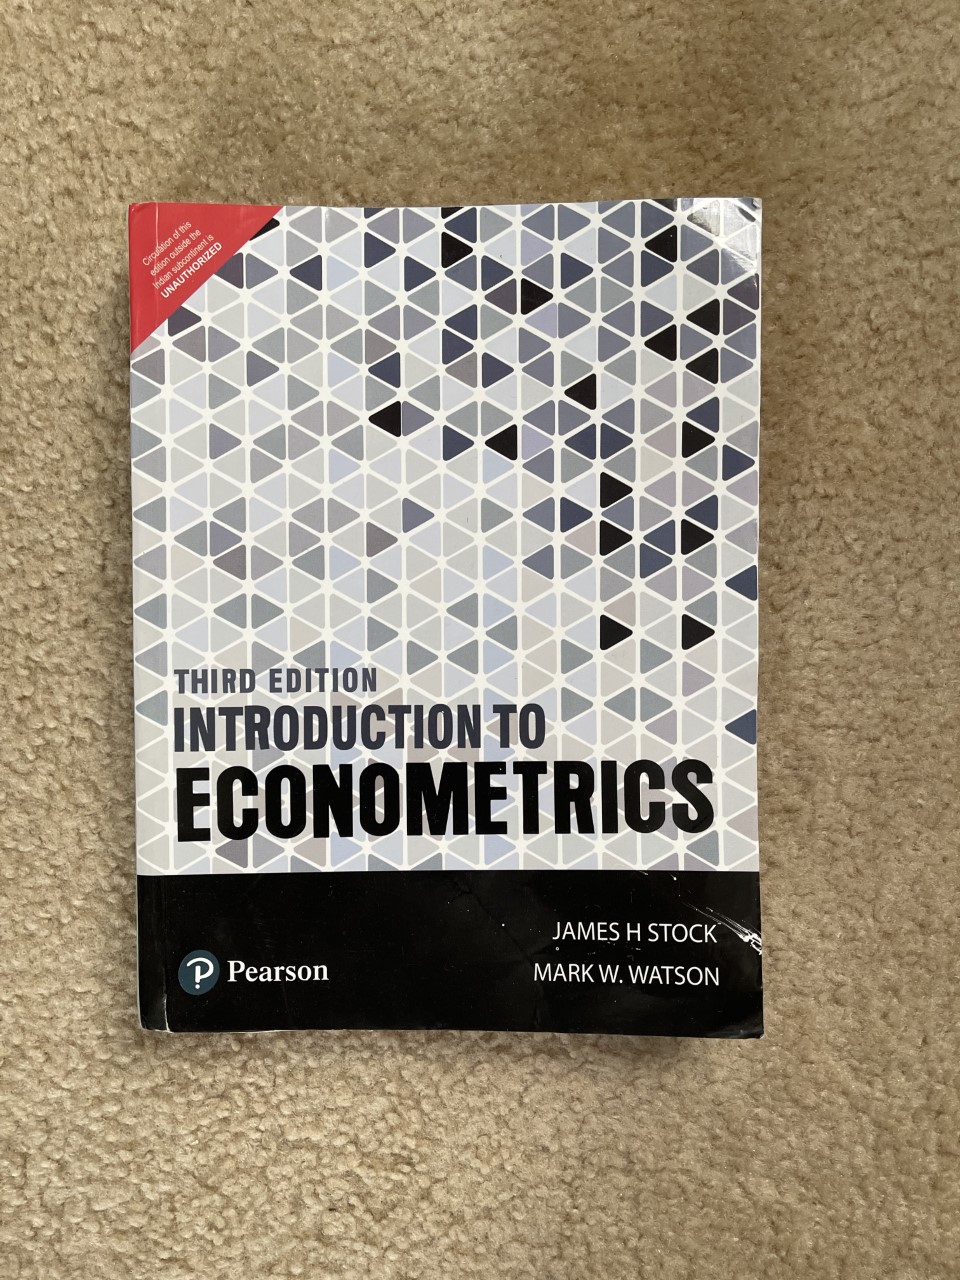 Circulation of this
edition outside the
Indian subcontinent is
UNAUTHORIZED
THIRD EDITION
INTRODUCTION TO
ECONOMETRICS
JAMES H STOCK
MARK W. WATSON
P Pearson